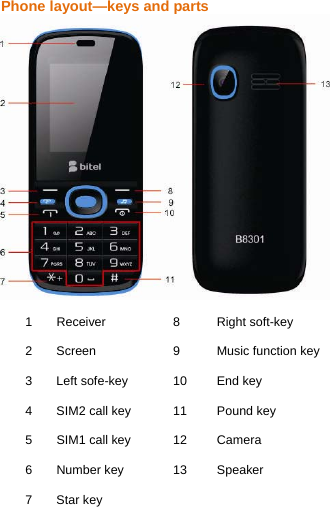 Phone layout—keys and parts
1
2
12
13
bitel
3
8
4
9
5
10
1 2 ABC 3 DEF
4 GHI 5 JKL 6 MNO
6
7 PQRS 8 TUV 9 WXYZ
7
*+ 0 #
11
B8301
1 Receiver 8 Right soft-key
2 Screen 9 Music function key
3 Left sofe-key 10 End key
4 SIM2 call key 11 Pound key
5 SIM1 call key 12 Camera
6 Number key 13 Speaker
7 Star key